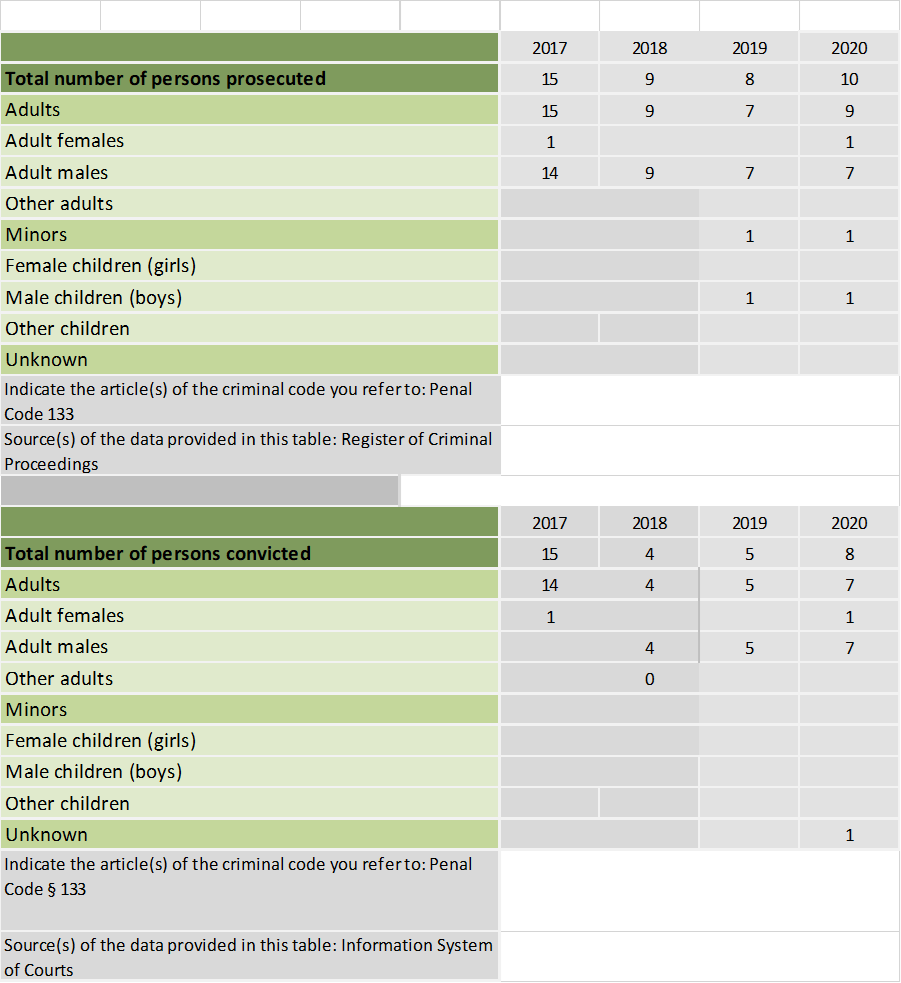 2017 2018 2019 2020
Total number of persons prosecuted 15 9 8 10
Adults 15 9 7 9
Adult females 1 1
Adult males 14 9 7 7
Other adults
Minors 1 1
Female children (girls)
Male children (boys) 1 1
Other children
Unknown
Indicate the article(s) of the criminal code you refer to: Penal
Code 133
Source(s) of the data provided in this table: Register of Criminal
Proceedings
2017 2018 2019 2020
Total number of persons convicted 15 4 5 8
Adults 14 4 5 7
Adult females 1 1
Adult males 4 5 7
Other adults 0
Minors
Female children (girls)
Male children (boys)
Other children
Unknown 1
Indicate the article(s) of the criminal code you refer to: Penal
Code § 133
Source(s) of the data provided in this table: Information System
of Courts